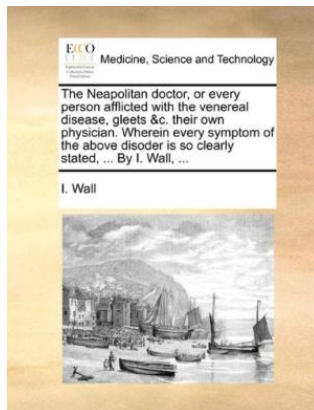 ECCO
Medicine, Science and Technology
The Neapolitan doctor, or every
person afflicted with the venereal
disease, gleets &c. their own
physician. Wherein every symptom of
the above disoder is so clearly
stated, ... By I. Wall, ...
I. Wall